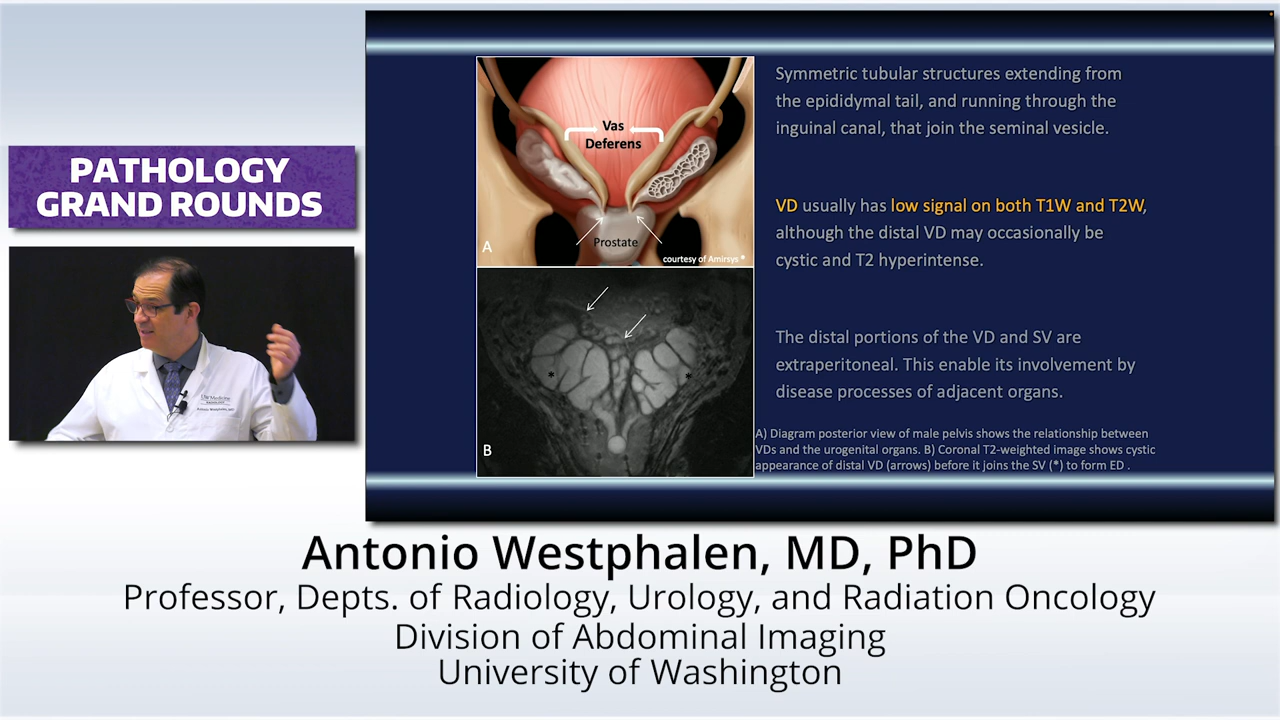 PATHOLOGY
GRAND ROUNDS
Vas
Deferens
A
Prostate
courtesy of Amirsys ®
B
Symmetric tubular structures extending from
the epididymal tail, and running through the
inguinal canal, that join the seminal vesicle.
VD usually has low signal on both T1W and T2W,
although the distal VD may occasionally be
cystic and T2 hyperintense.
The distal portions of the VD and SV are
extraperitoneal. This enable its involvement by
disease processes of adjacent organs.
A) Diagram posterior view of male pelvis shows the relationship between
VDs and the urogenital organs. B) Coronal T2-weighted image shows cystic
appearance of distal VD (arrows) before it joins the SV (*) to form ED .
* *
UW Medicine
Antonio Westphalen, MD
Antonio Westphalen, MD, PhD
Professor, Depts. of Radiology, Urology, and Radiation Oncology
Division of Abdominal Imaging
University of Washington